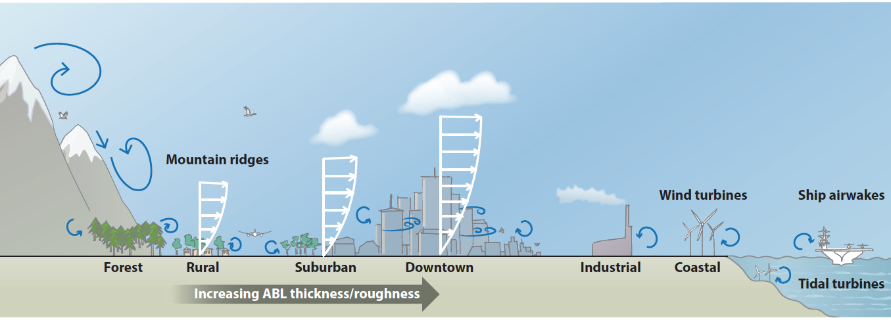 Mountain ridges
Wind turbines
Ship airwakes
Forest
Rural
Suburban
Downtown
Industrial
Coastal
Tidal turbines
Increasing ABL thickness/roughness